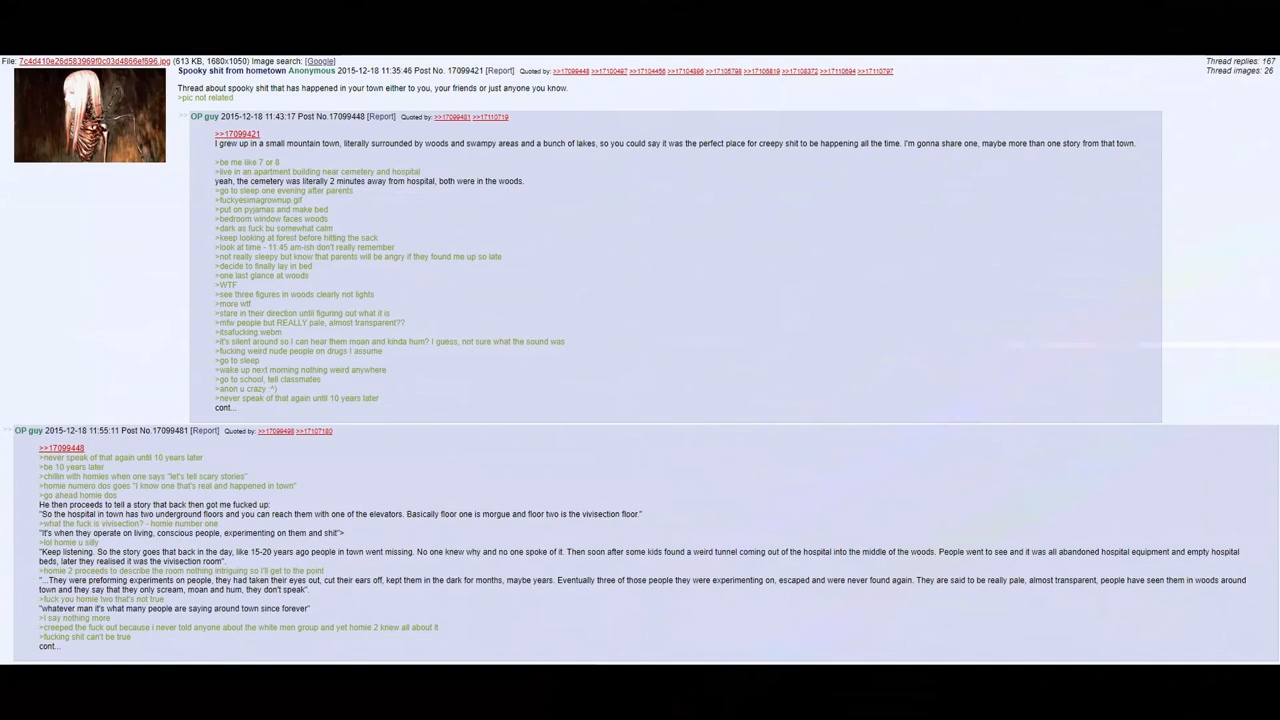 File: 7c4d410e26d583969f0c03d4866ef596.jpg (613 KB, 1680x1050) Image search: [Google]
Thread replies: 167
Thread images: 26
Spooky shit from hometown Anonymous 2015-12-18 11:35:46 Post No. 17099421 [Report] Quoted by: >>17099448 >>17100497 >>17104456 >>17104896 >>17105798 >>17106819 >>17108372 >>17110694 >>17110797
Thread about spooky shit that has happened in your town either to you, your friends or just anyone you know.
>pic not related
>> OP guy 2015-12-18 11:43:17 Post No.17099448 [Report] Quoted by: >>17099481 >>17110719
>>17099421
I grew up in a small mountain town, literally surrounded by woods and swampy areas and a bunch of lakes, so you could say it was the perfect place for creepy shit to be happening all the time. I'm gonna share one, maybe more than one story from that town.
>be me like 7 or 8
>live in an apartment building near cemetery and hospital
yeah, the cemetery was literally 2 minutes away from hospital, both were in the woods.
>go to sleep one evening after parents
>fuckyesimagrownup.gif
>put on pyjamas and make bed
>bedroom window faces woods
>dark as fuck bu somewhat calm
>keep looking at forest before hitting the sack
>look at time - 11:45 am-ish don't really remember
>not really sleepy but know that parents will be angry if they found me up so late
>decide to finally lay in bed
>one last glance at woods
>WTF
>see three figures in woods clearly not lights
>more wtf
>stare in their direction until figuring out what it is
>mfw people but REALLY pale, almost transparent??
>itsafucking.webm
>it's silent around so I can hear them moan and kinda hum? I guess, not sure what the sound was
>fucking weird nude people on drugs I assume
>go to sleep
>wake up next morning nothing weird anywhere
>go to school, tell classmates
>anon u crazy :^)
>never speak of that again until 10 years later
cont...
>> OP guy 2015-12-18 11:55:11 Post No.17099481 [Report] Quoted by: >>17099498 >>17107180
>>17099448
>never speak of that again until 10 years later
>be 10 years later
>chillin with homies when one says "let's tell scary stories"
>homie numero dos goes "I know one that's real and happened in town"
>go ahead homie dos
He then proceeds to tell a story that back then got me fucked up:
"So the hospital in town has two underground floors and you can reach them with one of the elevators. Basically floor one is morgue and floor two is the vivisection floor."
>what the fuck is vivisection? - homie number one
"It's when they operate on living, conscious people, experimenting on them and shit">
>lol homie u silly
"Keep listening. So the story goes that back in the day, like 15-20 years ago people in town went missing. No one knew why and no one spoke of it. Then soon after some kids found a weird tunnel coming out of the hospital into the middle of the woods. People went to see and it was all abandoned hospital equipment and empty hospital
beds, later they realised it was the vivisection room".
>homie 2 proceeds to describe the room nothing intriguing so I'll get to the point
"...They were preforming experiments on people, they had taken their eyes out, cut their ears off, kept them in the dark for months, maybe years. Eventually three of those people they were experimenting on, escaped and were never found again. They are said to be really pale, almost transparent, people have seen them in woods around
town and they say that they only scream, moan and hum, they don't speak".
>fuck you homie two that's not true
"whatever man it's what many people are saying around town since forever"
>I say nothing more
>creeped the fuck out because i never told anyone about the white men group and yet homie 2 knew all about it
>fucking shit can't be true
cont...